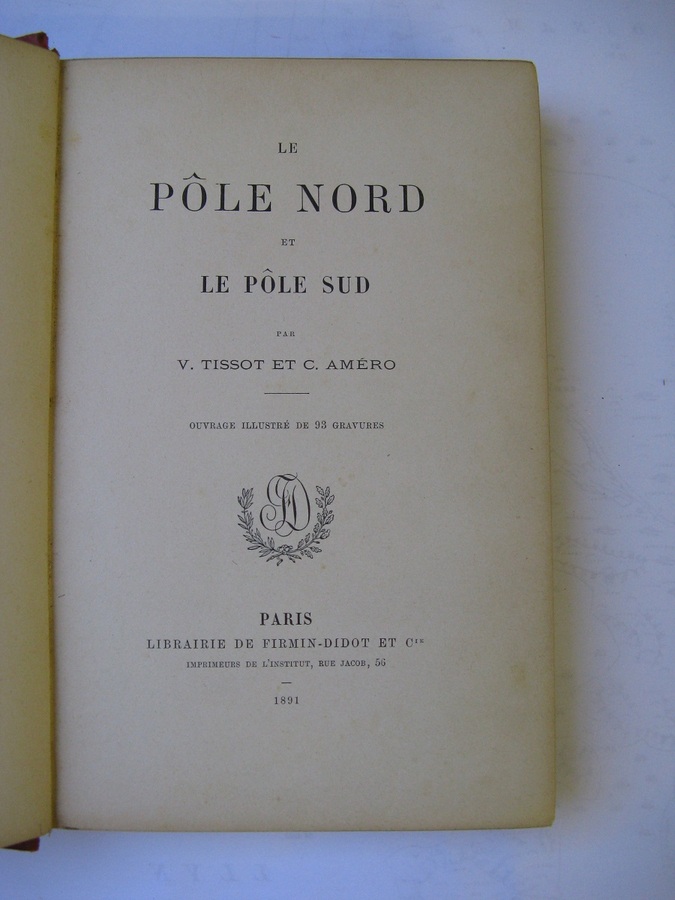 LE
PÔLE NORD
ET
LE PÔLE SUD
PAR
V. TISSOT ET C. AMÉRO
OUVRAGE ILLUSTRÉ DE 93 GRAVURES
FD
PARIS
LIBRAIRIE DE FIRMIN-DIDOT ET Cⁱᴱ
IMPRIMEURS DE L'INSTITUT, RUE JACOB, 56
1891